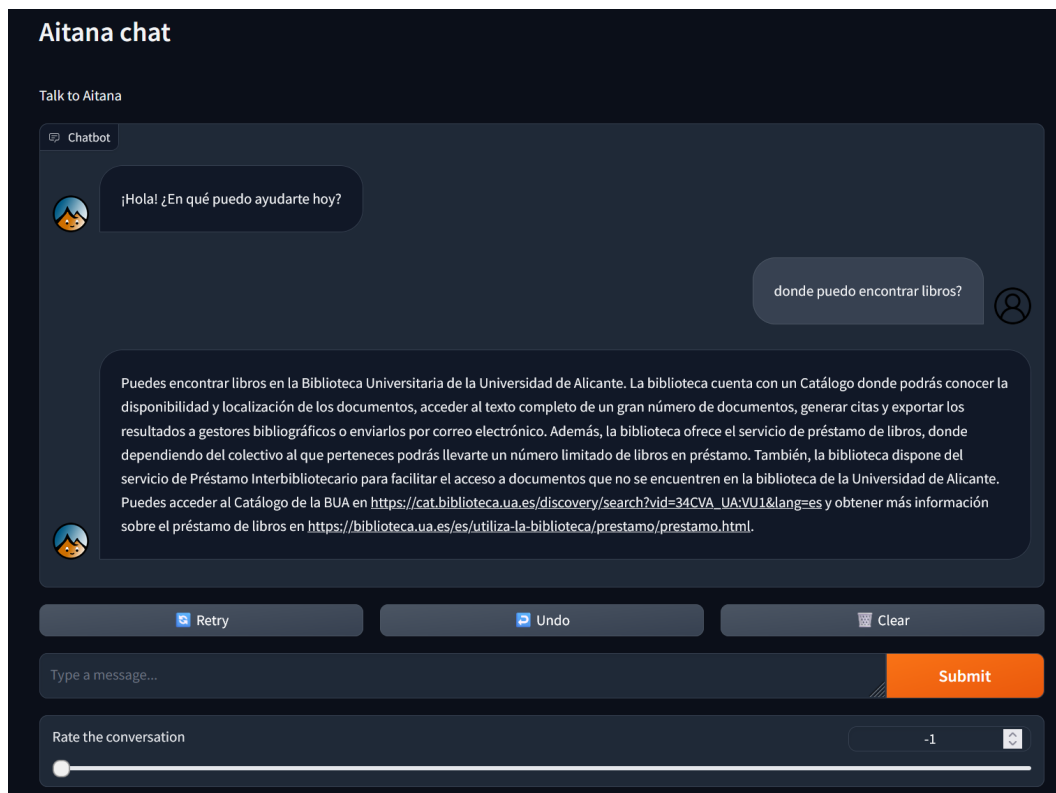 Aitana chat
Talk to Aitana
Chatbot
¡Hola! ¿En qué puedo ayudarte hoy?
donde puedo encontrar libros?
Puedes encontrar libros en la Biblioteca Universitaria de la Universidad de Alicante. La biblioteca cuenta con un Catálogo donde podrás conocer la
disponibilidad y localización de los documentos, acceder al texto completo de un gran número de documentos, generar citas y exportar los
resultados a gestores bibliográficos o enviarlos por correo electrónico. Además, la biblioteca ofrece el servicio de préstamo de libros, donde
dependiendo del colectivo al que perteneces podrás llevarte un número limitado de libros en préstamo. También, la biblioteca dispone del
servicio de Préstamo Interbibliotecario para facilitar el acceso a documentos que no se encuentren en la biblioteca de la Universidad de Alicante.
Puedes acceder al Catálogo de la BUA en https://cat.biblioteca.ua.es/discovery/search?vid=34CVA_UA:VU1&lang=es y obtener más información
sobre el préstamo de libros en https://biblioteca.ua.es/es/utiliza-la-biblioteca/prestamo/prestamo.html.
Retry
Undo
Clear
Type a message...
Submit
Rate the conversation
-1